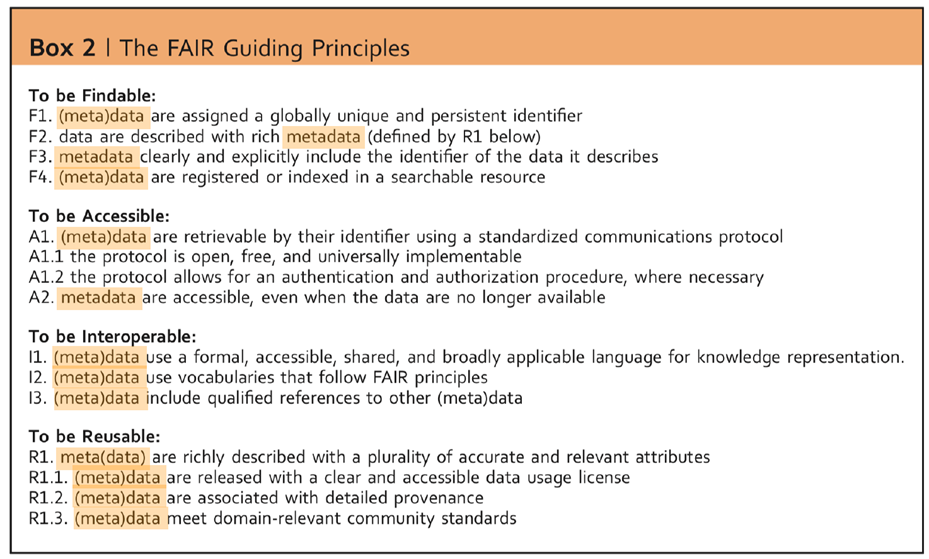 Box 2 | The FAIR Guiding Principles
To be Findable:
F1. (meta)data are assigned a globally unique and persistent identifier
F2. data are described with rich metadata (defined by R1 below)
F3. metadata clearly and explicitly include the identifier of the data it describes
F4. (meta)data are registered or indexed in a searchable resource
To be Accessible:
A1. (meta)data are retrievable by their identifier using a standardized communications protocol
A1.1 the protocol is open, free, and universally implementable
A1.2 the protocol allows for an authentication and authorization procedure, where necessary
A2. metadata are accessible, even when the data are no longer available
To be Interoperable:
I1. (meta)data use a formal, accessible, shared, and broadly applicable language for knowledge representation.
I2. (meta)data use vocabularies that follow FAIR principles
I3. (meta)data include qualified references to other (meta)data
To be Reusable:
R1. meta(data) are richly described with a plurality of accurate and relevant attributes
R1.1. (meta)data are released with a clear and accessible data usage license
R1.2. (meta)data are associated with detailed provenance
R1.3. (meta)data meet domain-relevant community standards